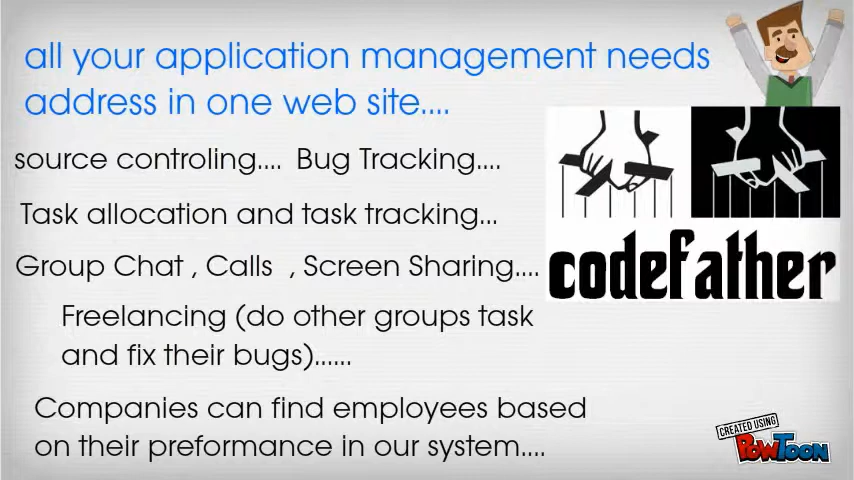 all your application management needs
address in one web site....
source controling.... Bug Tracking....
Task allocation and task tracking...
Group Chat , Calls , Screen Sharing....
codefather
Freelancing (do other groups task
and fix their bugs)......
Companies can find employees based
on their preformance in our system....
CREATED USING
POWTOON